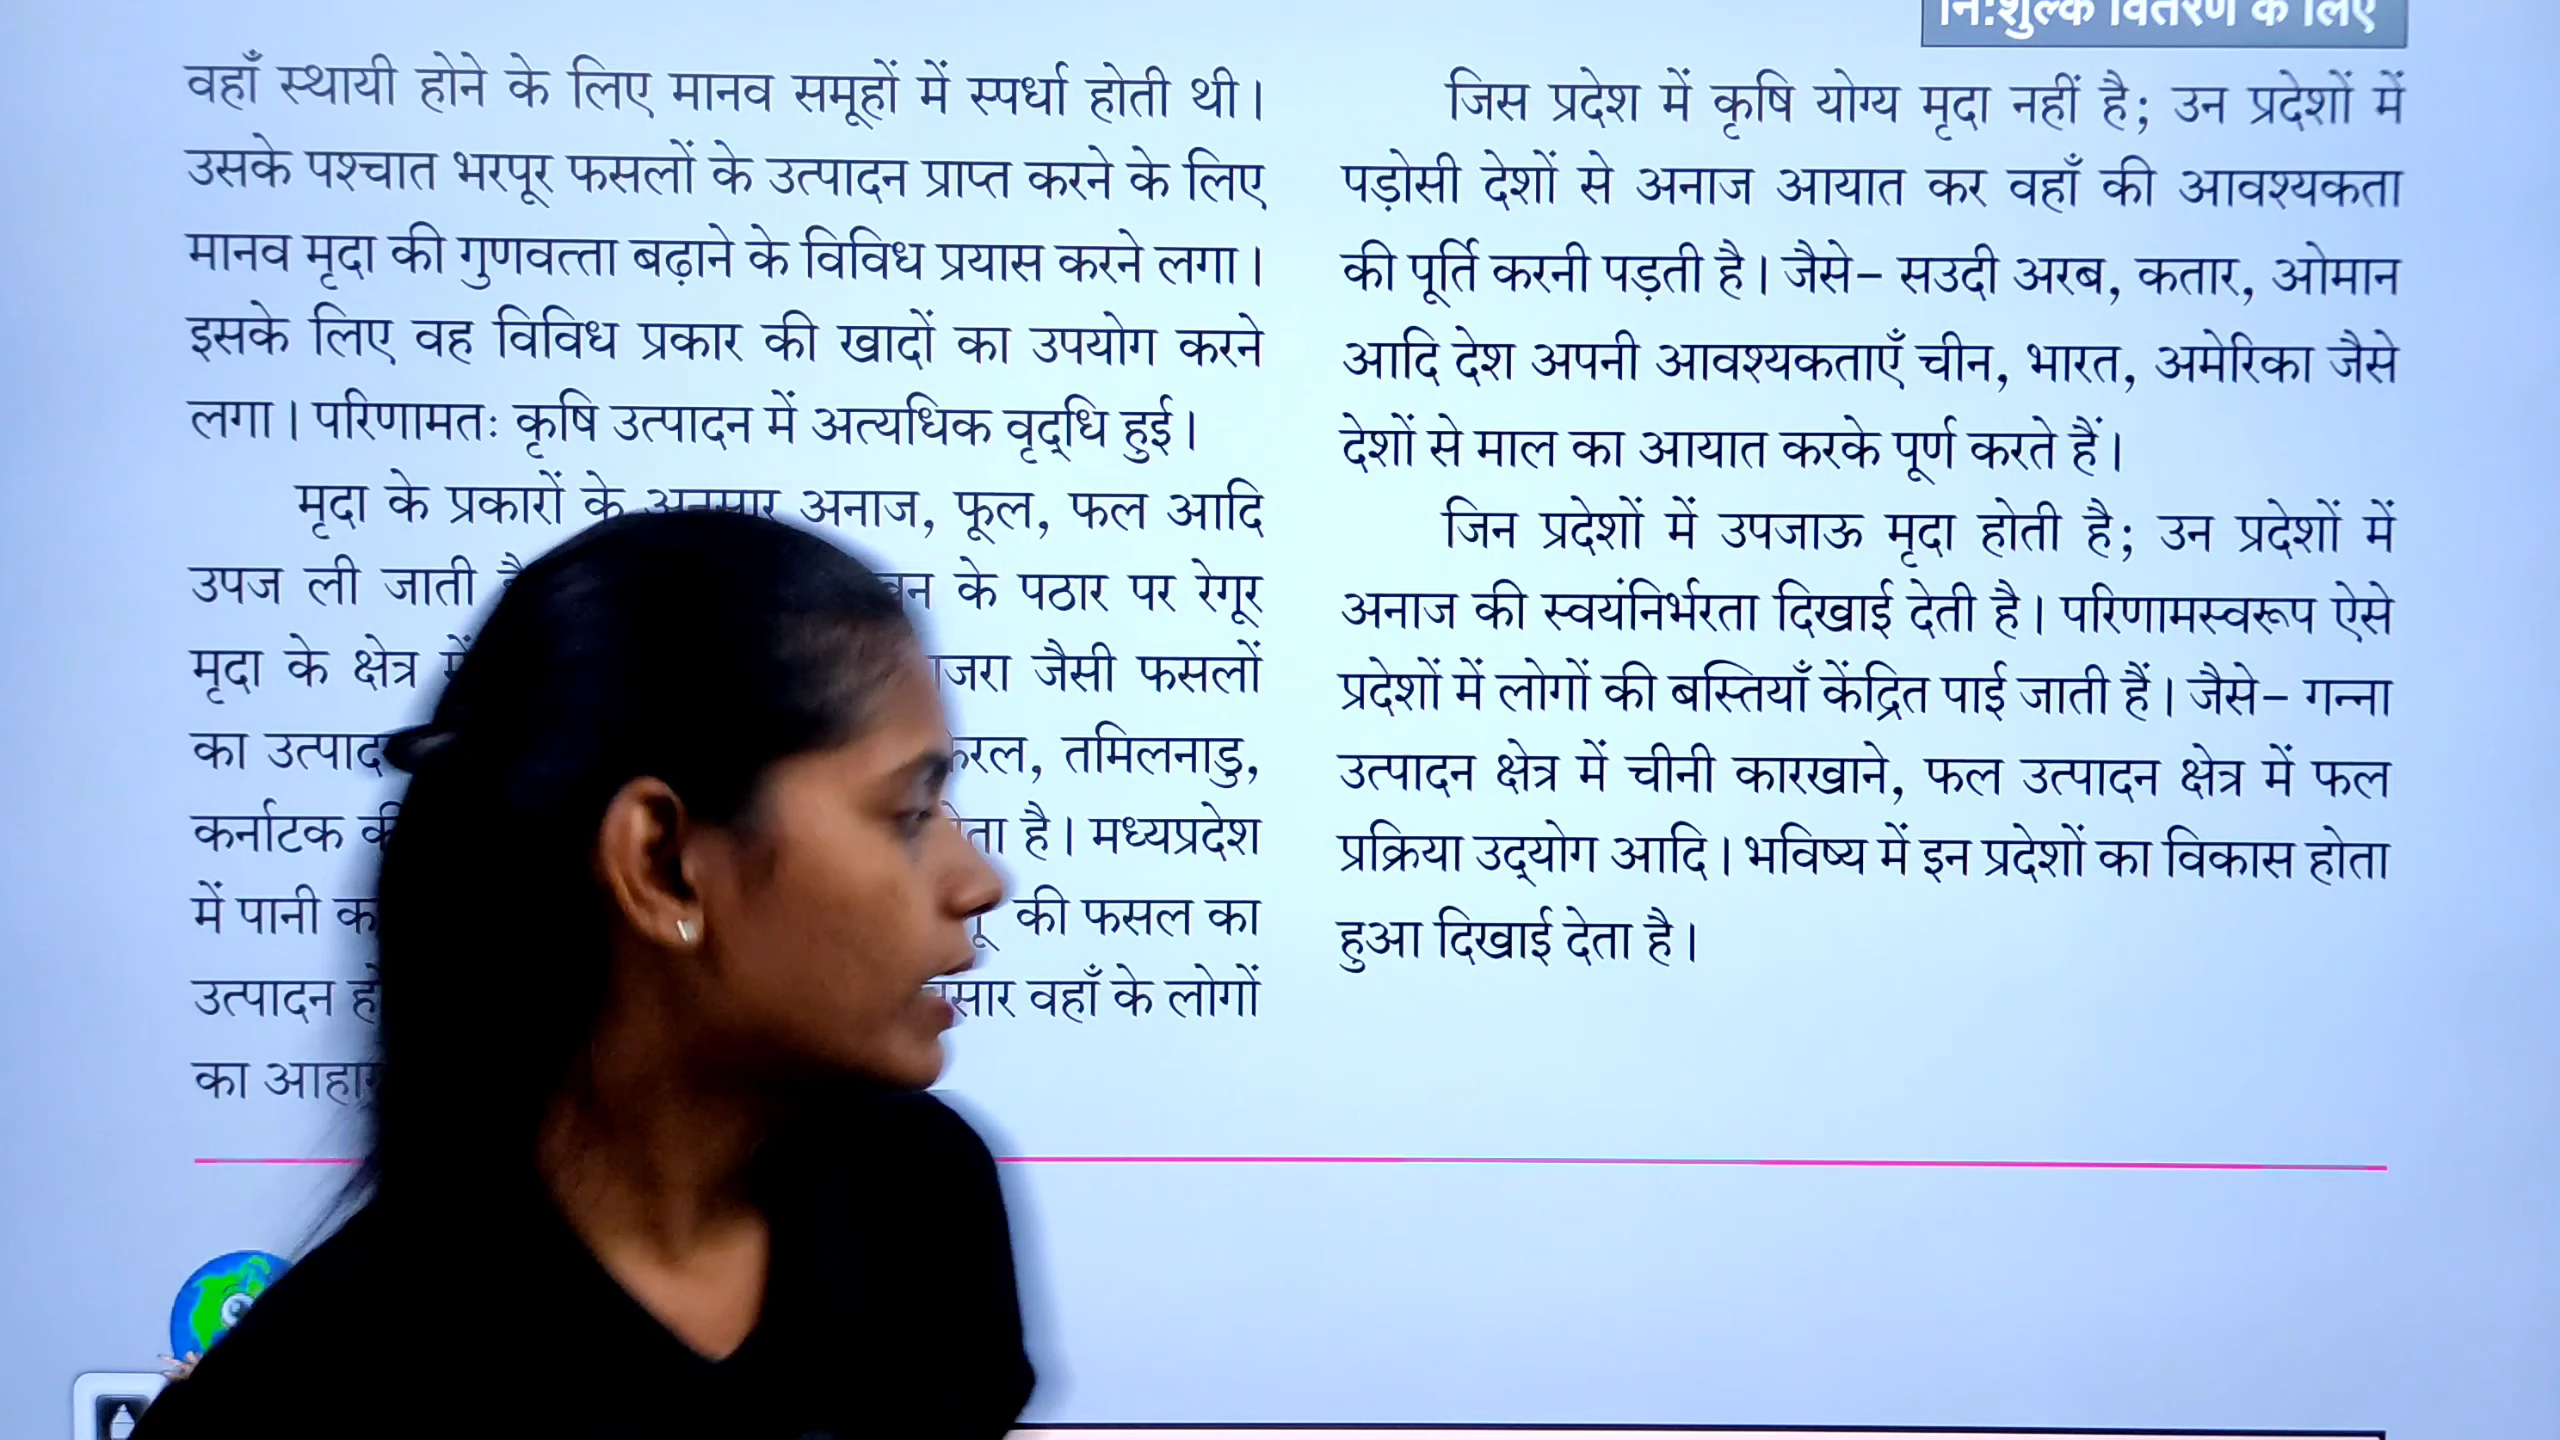 नि:शुल्क वितरण के लिए
वहाँ स्थायी होने के लिए मानव समूहों में स्पर्धा होती थी।
उसके पश्चात भरपूर फसलों के उत्पादन प्राप्त करने के लिए
मानव मृदा की गुणवत्ता बढ़ाने के विविध प्रयास करने लगा।
इसके लिए वह विविध प्रकार की खादों का उपयोग करने
लगा। परिणामतः कृषि उत्पादन में अत्यधिक वृद्‌धि हुई।
मृदा के प्रकारों के अनुसार अनाज, फूल, फल आदि
उपज ली जाती के पठार पर रेगूर
मृदा के क्षेत्र में जैसी फसलों
का तमिलनाडु,
कर्नाटक है। मध्यप्रदेश
में पानी की फसल का
उत्पादन वहाँ के लोगों
का
जिस प्रदेश में कृषि योग्य मृदा नहीं है; उन प्रदेशों में
पड़ोसी देशों से अनाज आयात कर वहाँ की आवश्यकता
की पूर्ति करनी पड़ती है। जैसे- सउदी अरब, कतार, ओमान
आदि देश अपनी आवश्यकताएँ चीन, भारत, अमेरिका जैसे
देशों से माल का आयात करके पूर्ण करते हैं।
जिन प्रदेशों में उपजाऊ मृदा होती है; उन प्रदेशों में
अनाज की स्वयंनिर्भरता दिखाई देती है। परिणामस्वरूप ऐसे
प्रदेशों में लोगों की बस्तियाँ केंद्रित पाई जाती हैं। जैसे- गन्ना
उत्पादन क्षेत्र में चीनी कारखाने, फल उत्पादन क्षेत्र में फल
प्रक्रिया उद्‌योग आदि। भविष्य में इन प्रदेशों का विकास होता
हुआ दिखाई देता है।